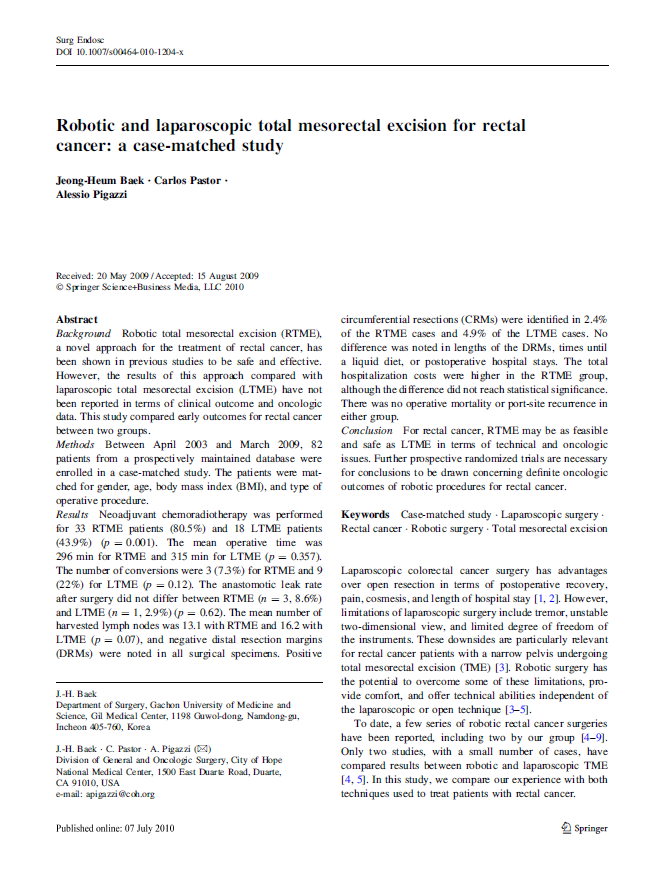 Surg Endosc
DOI 10.1007/s00464-010-1204-x
Robotic and laparoscopic total mesorectal excision for rectal
cancer: a case-matched study
Jeong-Heum Baek · Carlos Pastor ·
Alessio Pigazzi
Received: 20 May 2009 / Accepted: 15 August 2009
© Springer Science+Business Media, LLC 2010
Abstract
Background Robotic total mesorectal excision (RTME),
a novel approach for the treatment of rectal cancer, has
been shown in previous studies to be safe and effective.
However, the results of this approach compared with
laparoscopic total mesorectal excision (LTME) have not
been reported in terms of clinical outcome and oncologic
data. This study compared early outcomes for rectal cancer
between two groups.
Methods Between April 2003 and March 2009, 82
patients from a prospectively maintained database were
enrolled in a case-matched study. The patients were mat-
ched for gender, age, body mass index (BMI), and type of
operative procedure.
Results Neoadjuvant chemoradiotherapy was performed
for 33 RTME patients (80.5%) and 18 LTME patients
(43.9%) (p = 0.001). The mean operative time was
296 min for RTME and 315 min for LTME (p = 0.357).
The number of conversions were 3 (7.3%) for RTME and 9
(22%) for LTME (p = 0.12). The anastomotic leak rate
after surgery did not differ between RTME (n = 3, 8.6%)
and LTME (n = 1, 2.9%) (p = 0.62). The mean number of
harvested lymph nodes was 13.1 with RTME and 16.2 with
LTME (p = 0.07), and negative distal resection margins
(DRMs) were noted in all surgical specimens. Positive
circumferential resections (CRMs) were identified in 2.4%
of the RTME cases and 4.9% of the LTME cases. No
difference was noted in lengths of the DRMs, times until
a liquid diet, or postoperative hospital stays. The total
hospitalization costs were higher in the RTME group,
although the difference did not reach statistical significance.
There was no operative mortality or port-site recurrence in
either group.
Conclusion For rectal cancer, RTME may be as feasible
and safe as LTME in terms of technical and oncologic
issues. Further prospective randomized trials are necessary
for conclusions to be drawn concerning definite oncologic
outcomes of robotic procedures for rectal cancer.
Keywords Case-matched study · Laparoscopic surgery ·
Rectal cancer · Robotic surgery · Total mesorectal excision
Laparoscopic colorectal cancer surgery has advantages
over open resection in terms of postoperative recovery,
pain, cosmesis, and length of hospital stay [1, 2]. However,
limitations of laparoscopic surgery include tremor, unstable
two-dimensional view, and limited degree of freedom of
the instruments. These downsides are particularly relevant
for rectal cancer patients with a narrow pelvis undergoing
total mesorectal excision (TME) [3]. Robotic surgery has
the potential to overcome some of these limitations, pro-
vide comfort, and offer technical abilities independent of
the laparoscopic or open technique [3–5].
To date, a few series of robotic rectal cancer surgeries
have been reported, including two by our group [4–9].
Only two studies, with a small number of cases, have
compared results between robotic and laparoscopic TME
[4, 5]. In this study, we compare our experience with both
techniques used to treat patients with rectal cancer.
J.-H. Baek
Department of Surgery, Gachon University of Medicine and
Science, Gil Medical Center, 1198 Guwol-dong, Namdong-gu,
Incheon 405-760, Korea
J.-H. Baek · C. Pastor · A. Pigazzi (✉)
Division of General and Oncologic Surgery, City of Hope
National Medical Center, 1500 East Duarte Road, Duarte,
CA 91010, USA
e-mail: apigazzi@coh.org
Published online: 07 July 2010
Springer